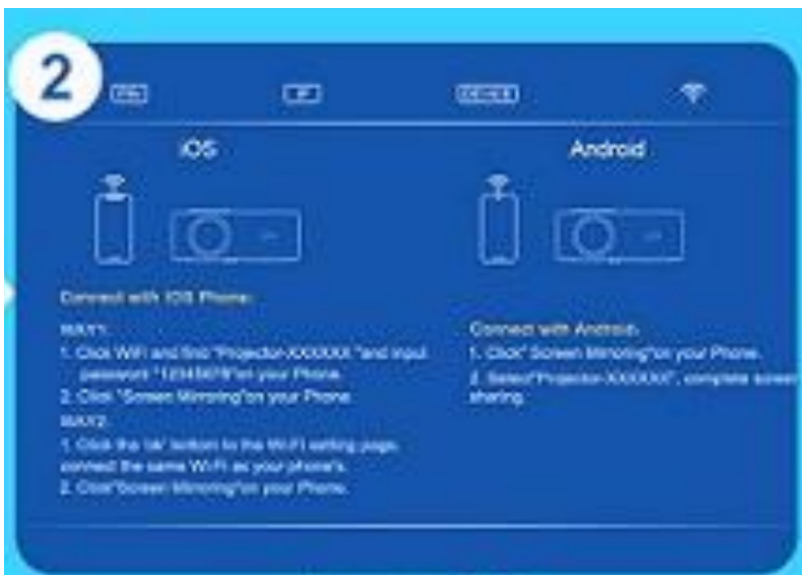 2
iOS
Android
Connect with iOS Phone:
WAY1:
1. Click WiFi and find "Projector-XXXXXX "and input
password "12345678"on your Phone.
2. Click "Screen Mirroring"on your Phone.
WAY2:
1. Click the 'ok' bottom to the Wi-Fi setting page,
connect the same Wi-Fi as your phone's.
2. Click"Screen Mirroring"on your Phone.
Connect with Android:
1. Click" Screen Mirroring"on your Phone.
2. Select"Projector-XXXXXX", complete screen
sharing.